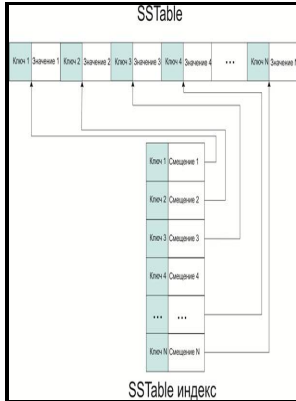 SSTable
Ключ 1 Значение 1 Ключ 2 Значение 2 Ключ 3 Значение 3 Ключ 4 Значение 4 ... Ключ N Значение N
Ключ 1 Смещение 1
Ключ 2 Смещение 2
Ключ 3 Смещение 3
Ключ 4 Смещение 4
... ...
Ключ N Смещение N
SSTable индекс